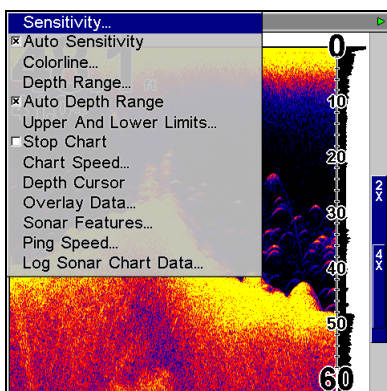 Sensitivity...
Auto Sensitivity
Colorline...
Depth Range...
Auto Depth Range
Upper And Lower Limits...
Stop Chart
Chart Speed...
Depth Cursor
Overlay Data...
Sonar Features...
Ping Speed...
Log Sonar Chart Data...
0
10
20
30
40
50
60
2X
4X